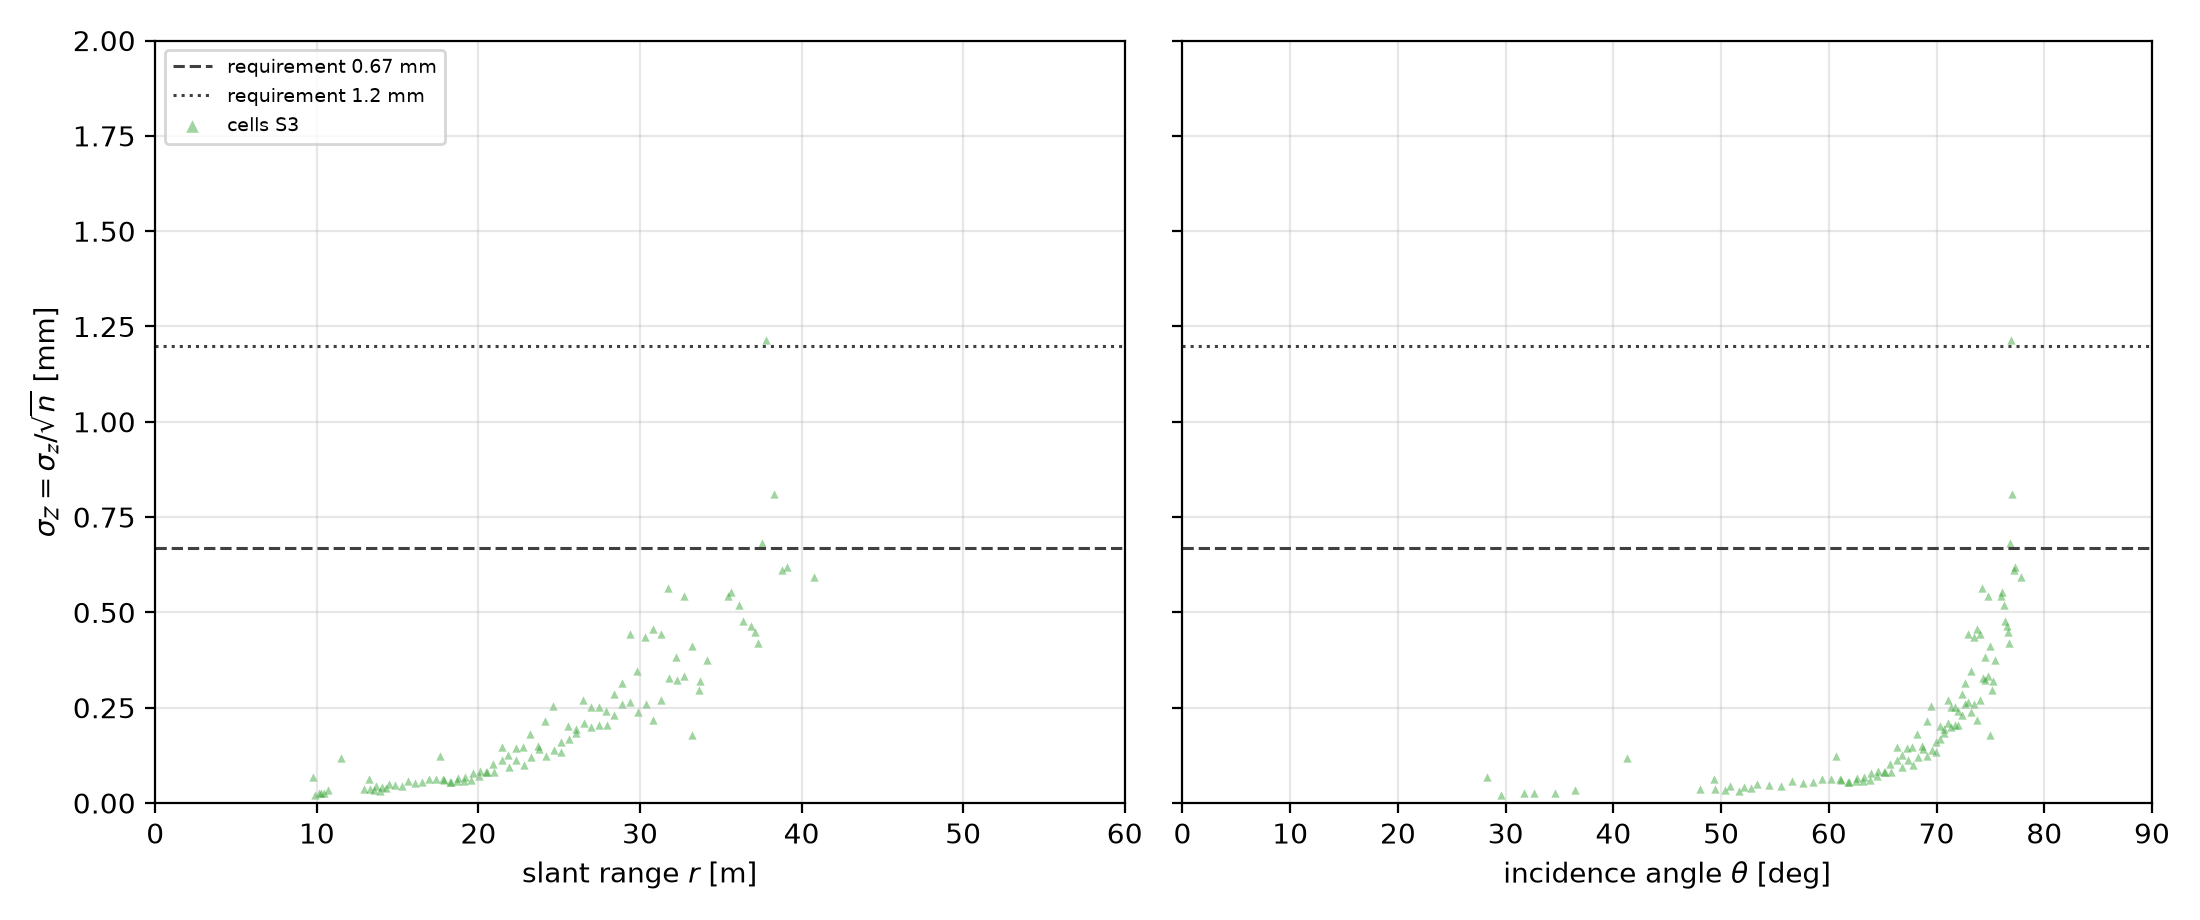 2.00
1.75
1.50
1.25
1.00
0.75
0.50
0.25
0.00
σ_Z = σ_z/√n [mm]
requirement 0.67 mm
requirement 1.2 mm
cells S3
0 10 20 30 40 50 60
slant range r [m]
0 10 20 30 40 50 60 70 80 90
incidence angle θ [deg]